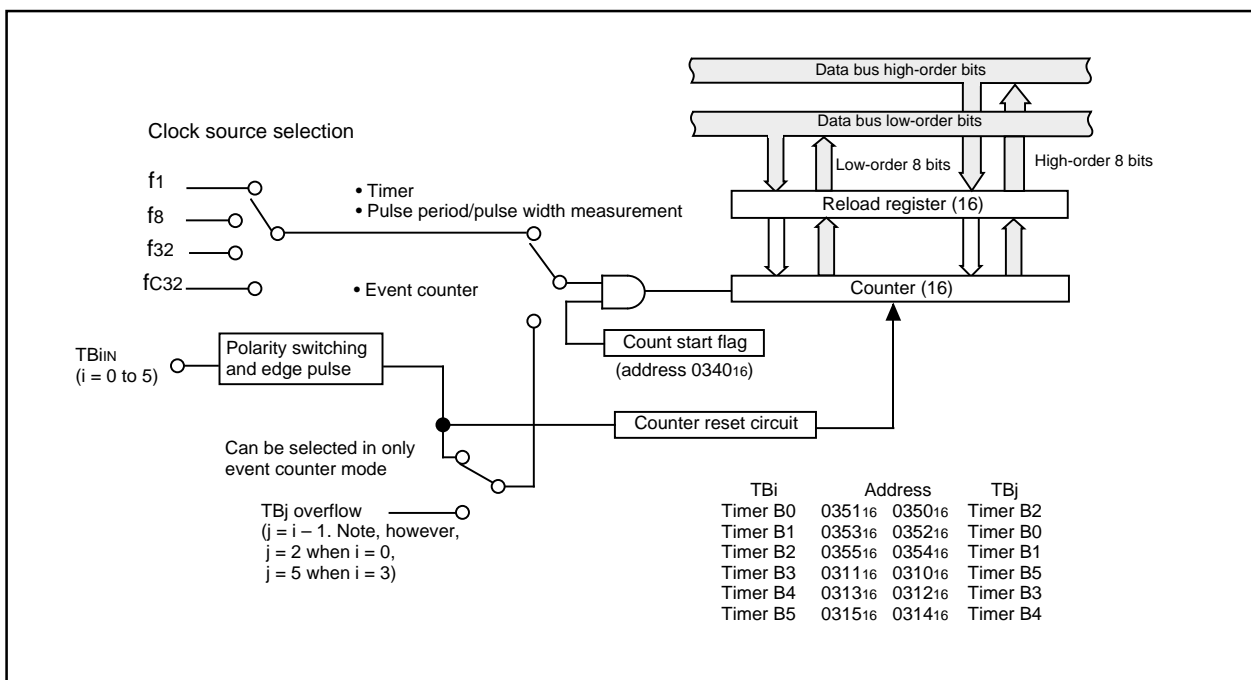 Data bus high-order bits
Data bus low-order bits
Clock source selection
Low-order 8 bits
High-order 8 bits
f1
f8
f32
fC32
• Timer
• Pulse period/pulse width measurement
Reload register (16)
• Event counter
Counter (16)
TBiIN
(i = 0 to 5)
Polarity switching
and edge pulse
Count start flag
(address 034016)
Counter reset circuit
Can be selected in only
event counter mode
TBj overflow
(j = i – 1. Note, however,
j = 2 when i = 0,
j = 5 when i = 3)
TBi Address TBj
Timer B0 035116 035016 Timer B2
Timer B1 035316 035216 Timer B0
Timer B2 035516 035416 Timer B1
Timer B3 031116 031016 Timer B5
Timer B4 031316 031216 Timer B3
Timer B5 031516 031416 Timer B4